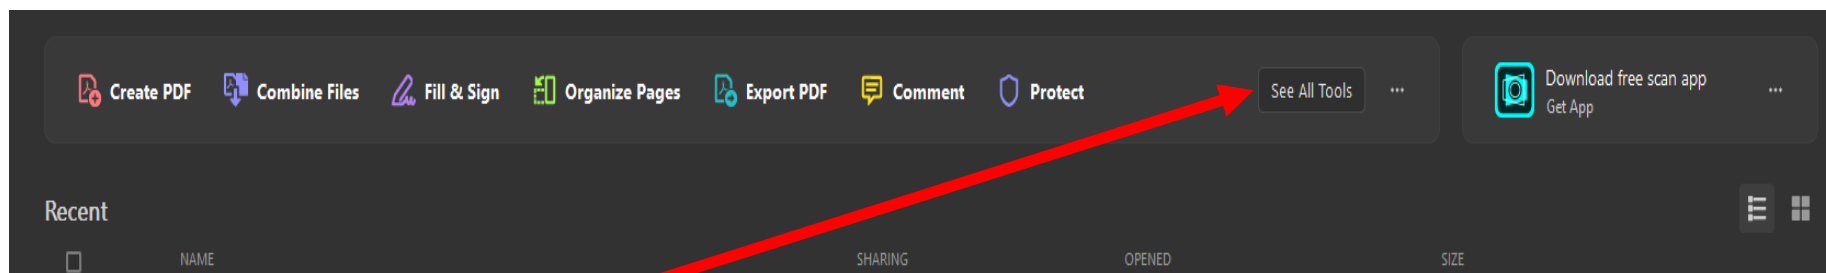 Create PDF Combine Files Fill & Sign Organize Pages Export PDF Comment Protect See All Tools ...
Download free scan app ...
Get App
Recent
NAME SHARING OPENED SIZE